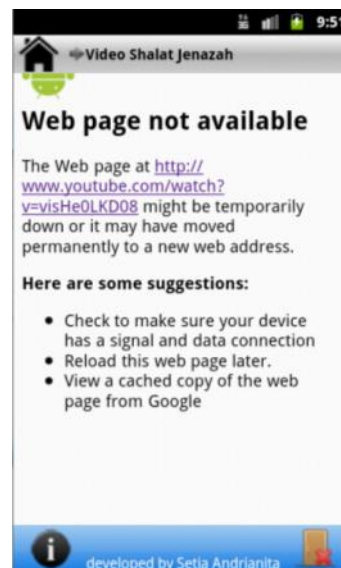 3G 9:51
Video Shalat Jenazah
Web page not available
The Web page at http://
www.youtube.com/watch?
v=visHe0LKD08 might be temporarily
down or it may have moved
permanently to a new web address.
Here are some suggestions:
Check to make sure your device
has a signal and data connection
Reload this web page later.
View a cached copy of the web
page from Google
developed by Setia Andrianita